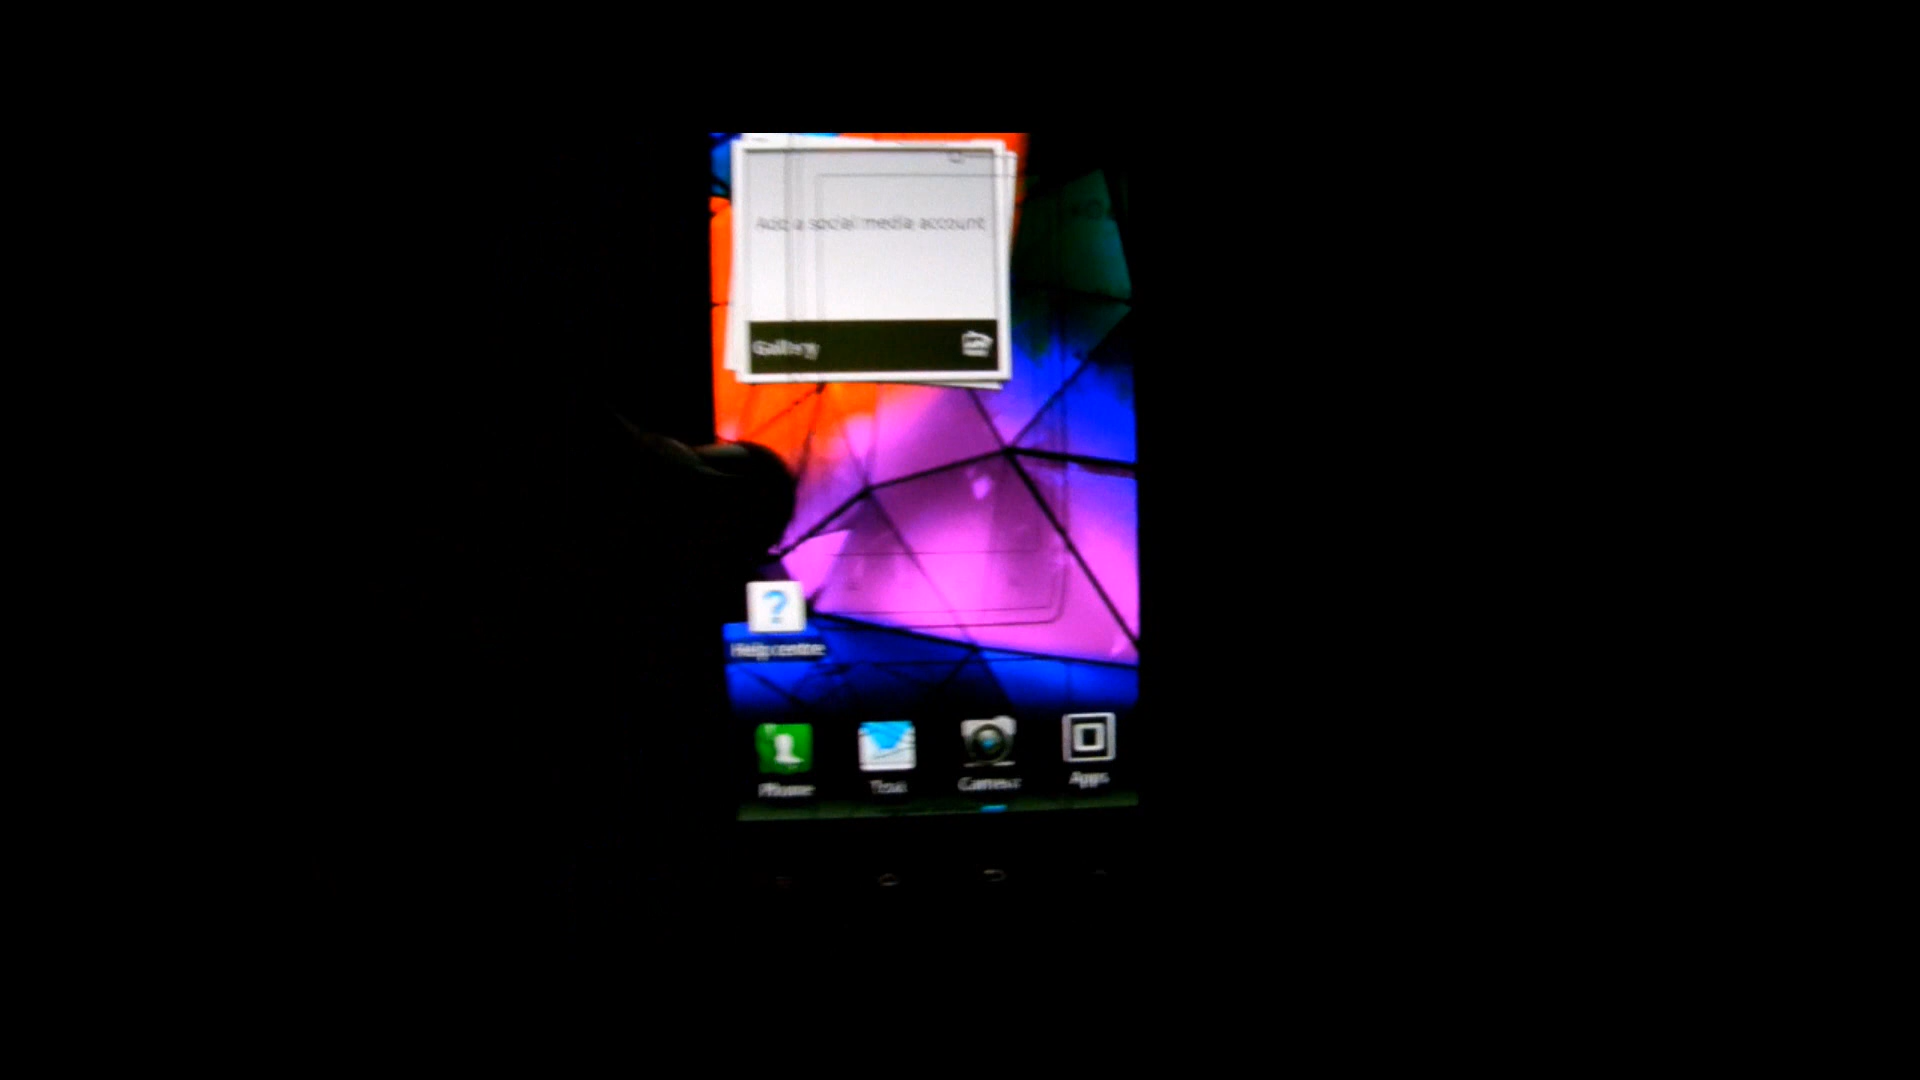 Add a social media account
Gallery
?
Help centre
Phone
Text
Camera
Apps